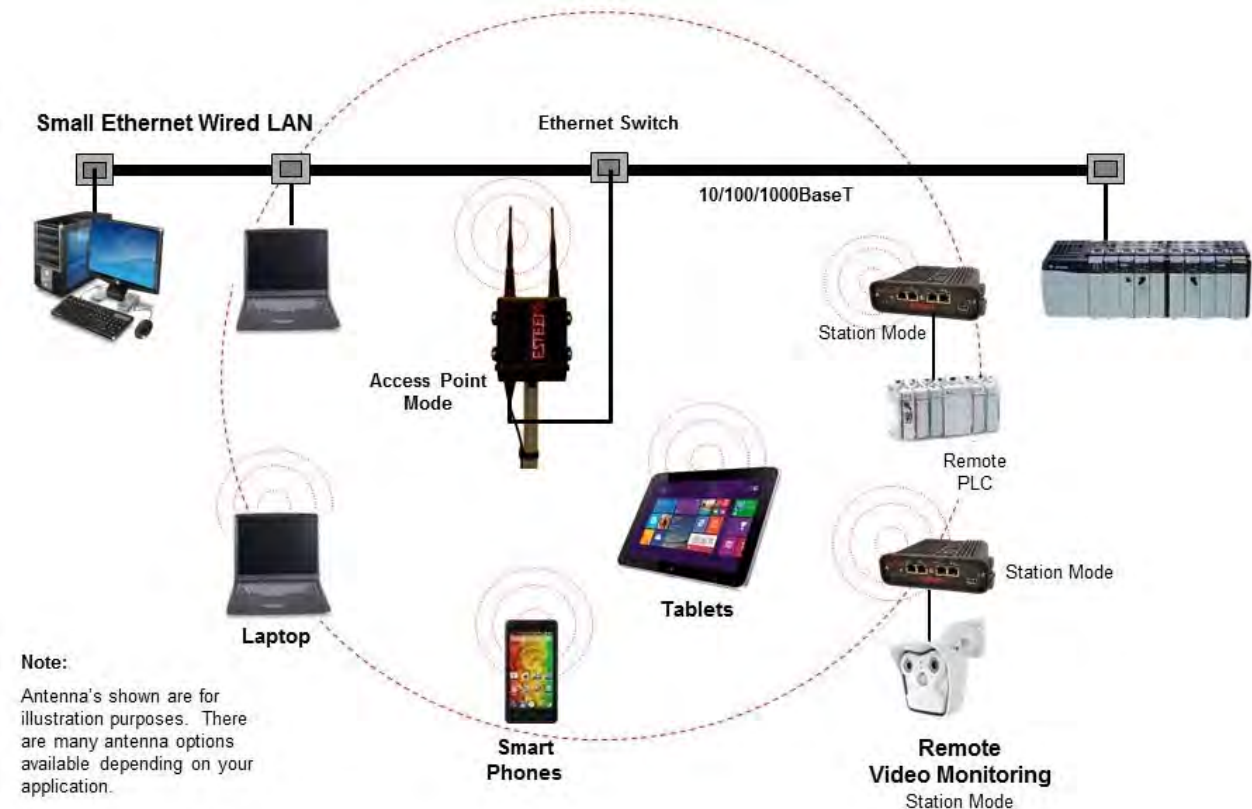 Small Ethernet Wired LAN
Ethernet Switch
10/100/1000BaseT
Station Mode
ESTEEM
Access Point
Mode
Remote
PLC
Station Mode
Laptop
Tablets
Smart
Phones
Note:
Antenna's shown are for
illustration purposes. There
are many antenna options
available depending on your
application.
Remote
Video Monitoring
Station Mode